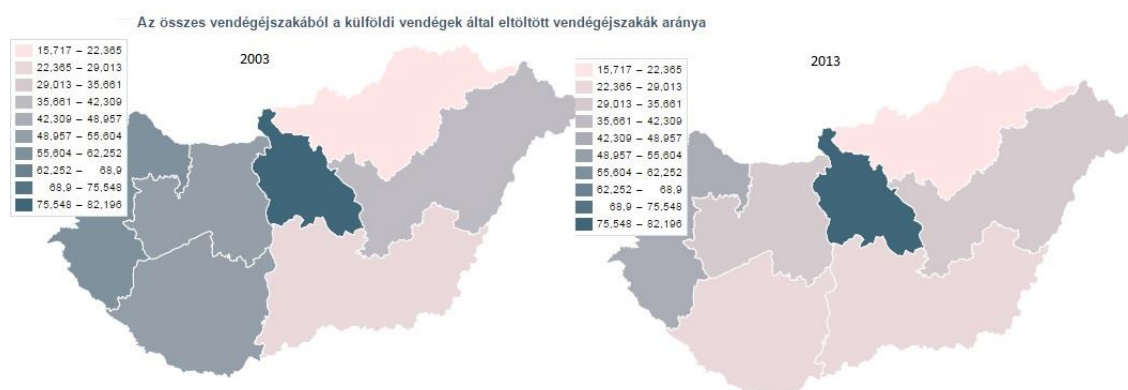 Az összes vendégéjszakából a külföldi vendégek által eltöltött vendégéjszakák aránya
2003
15,717 – 22,365
22,365 – 29,013
29,013 – 35,661
35,661 – 42,309
42,309 – 48,957
48,957 – 55,604
55,604 – 62,252
62,252 – 68,9
68,9 – 75,548
75,548 – 82,196
2013
15,717 – 22,365
22,365 – 29,013
29,013 – 35,661
35,661 – 42,309
42,309 – 48,957
48,957 – 55,604
55,604 – 62,252
62,252 – 68,9
68,9 – 75,548
75,548 – 82,196